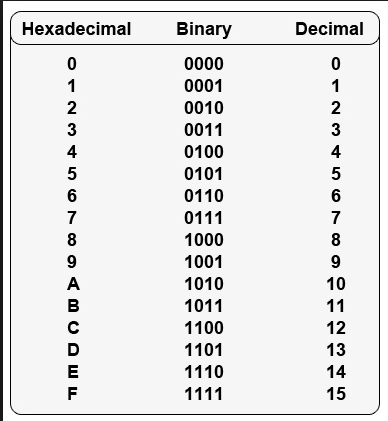 Hexadecimal Binary Decimal
0 0000 0
1 0001 1
2 0010 2
3 0011 3
4 0100 4
5 0101 5
6 0110 6
7 0111 7
8 1000 8
9 1001 9
A 1010 10
B 1011 11
C 1100 12
D 1101 13
E 1110 14
F 1111 15